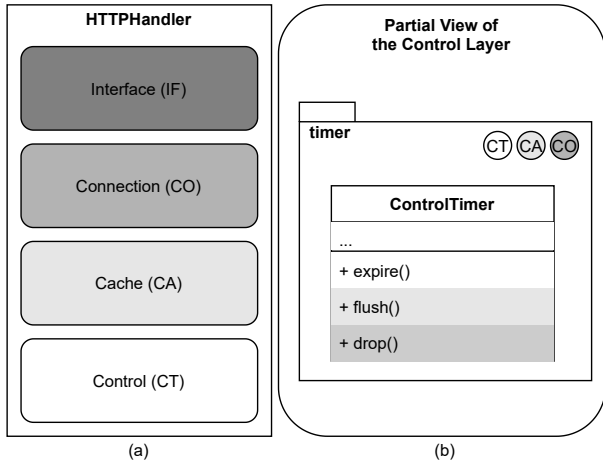 HTTPHandler
Interface (IF)
Connection (CO)
Cache (CA)
Control (CT)
(a)
Partial View of
the Control Layer
timer
CT CA CO
ControlTimer
...
+ expire()
+ flush()
+ drop()
(b)